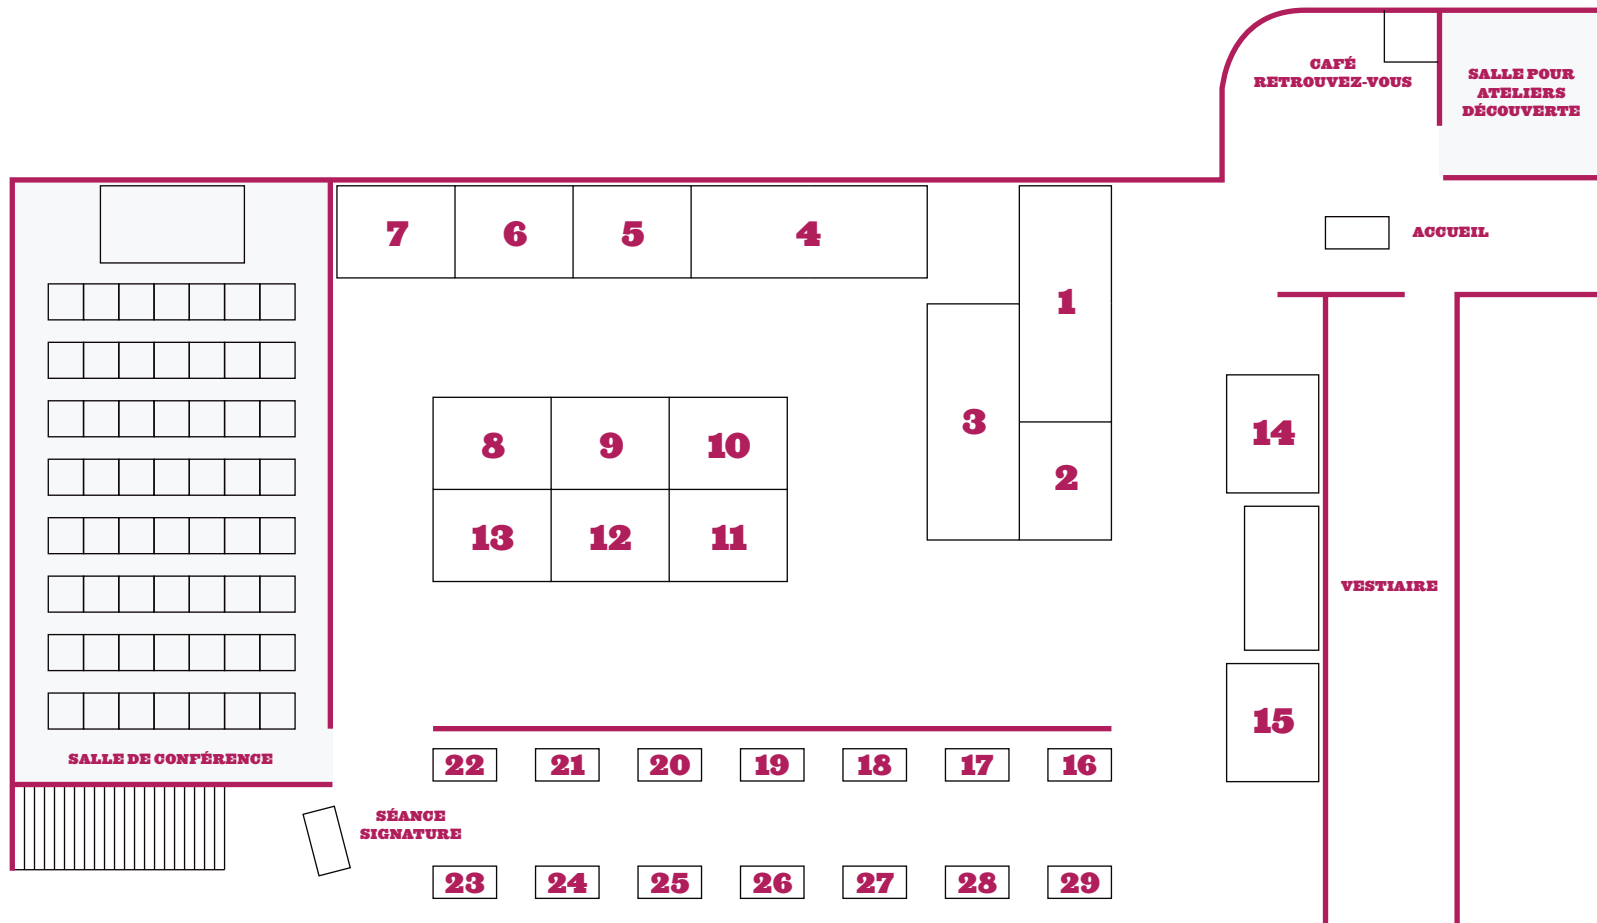 CAFÉ
RETROUVEZ-VOUS
SALLE POUR
ATELIERS
DÉCOUVERTE
ACCUEIL
7
6
5
4
1
3
2
8
9
10
13
12
11
14
VESTIAIRE
15
SALLE DE CONFÉRENCE
22
21
20
19
18
17
16
SÉANCE
SIGNATURE
23
24
25
26
27
28
29